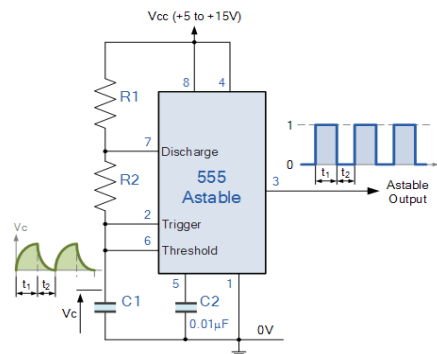 Vcc (+5 to +15V)
8
4
R1
7
Discharge
R2
555
Astable
2
Trigger
6
Threshold
5
1
3
Astable
Output
1
0
t₁
t₂
Vc
t₁
t₂
Vc
C1
C2
0.01µF
0V